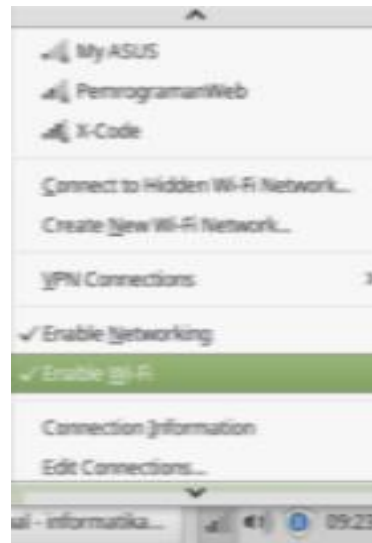 My ASUS
PemrogramanWeb
X-Code
Connect to Hidden Wi-Fi Network...
Create New Wi-Fi Network...
VPN Connections
✓ Enable Networking
✓ Enable Wi-Fi
Connection Information
Edit Connections...
al - informatika... 09:23